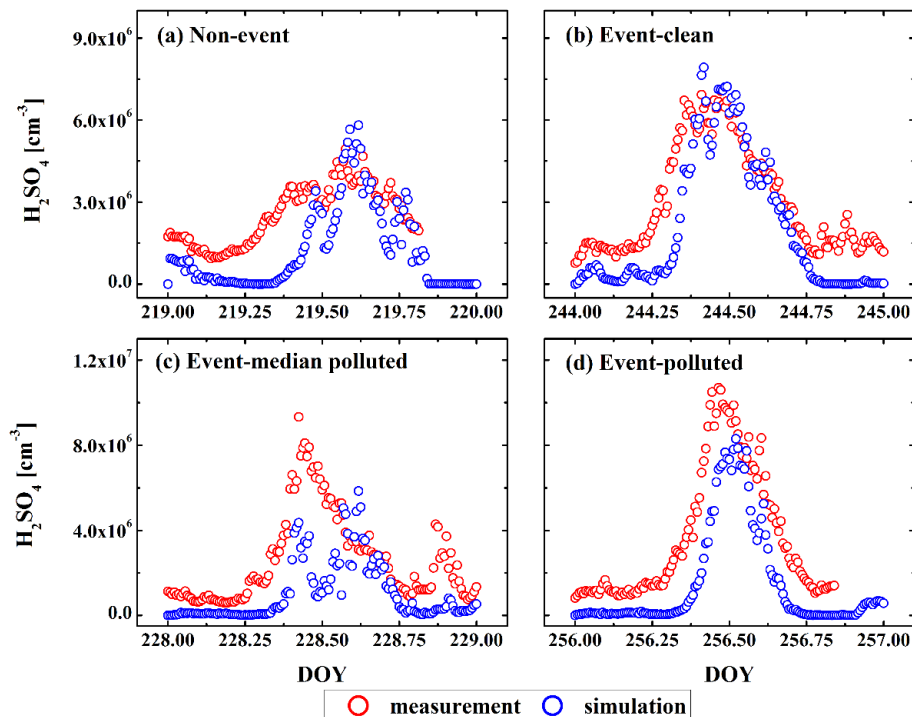 (a) Non-event
(b) Event-clean
9.0x10⁶
6.0x10⁶
3.0x10⁶
0.0
H₂SO₄ [cm⁻³]
219.00 219.25 219.50 219.75 220.00
244.00 244.25 244.50 244.75 245.00
(c) Event-median polluted
(d) Event-polluted
1.2x10⁷
8.0x10⁶
4.0x10⁶
0.0
H₂SO₄ [cm⁻³]
228.00 228.25 228.50 228.75 229.00
256.00 256.25 256.50 256.75 257.00
DOY
DOY
measurement simulation